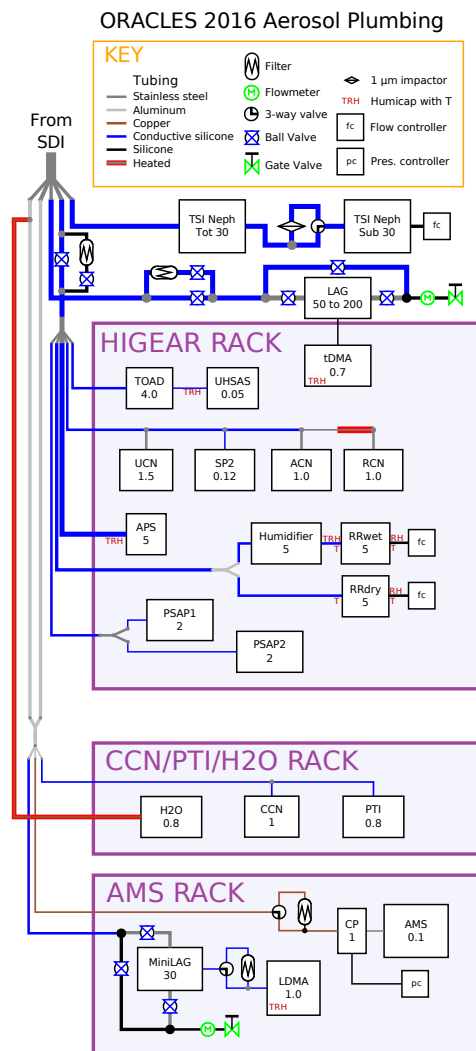 ORACLES 2016 Aerosol Plumbing
KEY
Tubing
Stainless steel
Aluminum
Copper
Conductive silicone
Silicone
Heated
Filter
M
Flowmeter
3-way valve
Ball Valve
Gate Valve
1 μm impactor
TRH
Humicap with T
fc
Flow controller
pc
Pres. controller
From
SDI
TSI Neph
Tot 30
TSI Neph
Sub 30
fc
LAG
50 to 200
M
HIGEAR RACK
tDMA
0.7
TRH
TOAD
4.0
TRH
UHSAS
0.05
UCN
1.5
SP2
0.12
ACN
1.0
RCN
1.0
APS
5
TRH
Humidifier
5
TRH
T
RRwet
5
RH
T
fc
RRdry
5
T
RH
T
fc
PSAP1
2
PSAP2
2
CCN/PTI/H2O RACK
H2O
0.8
CCN
1
PTI
0.8
AMS RACK
CP
1
AMS
0.1
pc
MiniLAG
30
LDMA
1.0
TRH
M